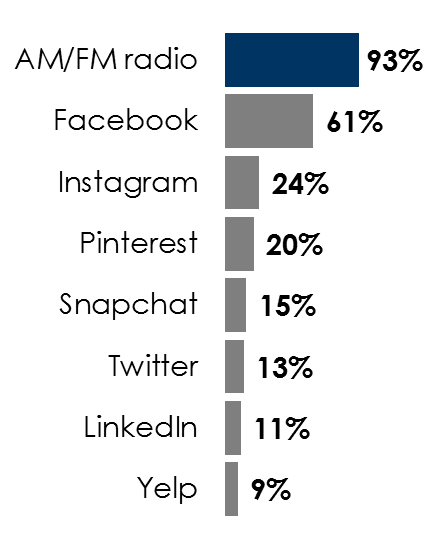 AM/FM radio 93%
Facebook 61%
Instagram 24%
Pinterest 20%
Snapchat 15%
Twitter 13%
LinkedIn 11%
Yelp 9%